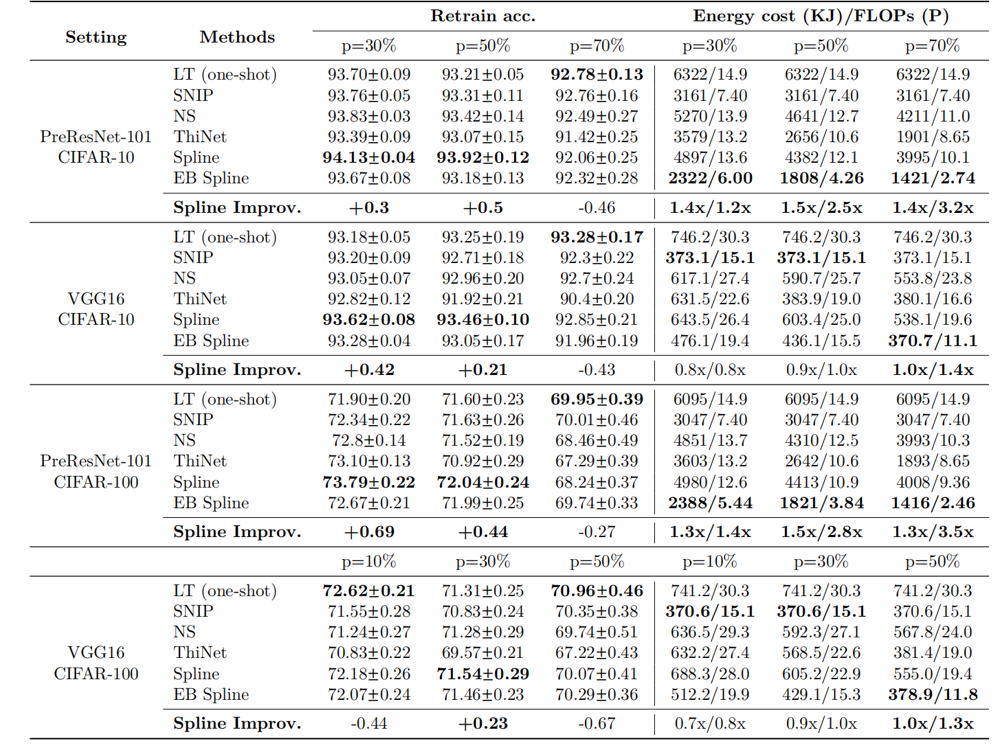 Retrain acc. Energy cost (KJ)/FLOPs (P)
Setting Methods
p=30% p=50% p=70% p=30% p=50% p=70%
LT (one-shot) 93.70±0.09 93.21±0.05 92.78±0.13 6322/14.9 6322/14.9 6322/14.9
SNIP 93.76±0.05 93.31±0.11 92.76±0.16 3161/7.40 3161/7.40 3161/7.40
NS 93.83±0.03 93.42±0.14 92.49±0.27 5270/13.9 4641/12.7 4211/11.0
PreResNet-101 ThiNet 93.39±0.09 93.07±0.15 91.42±0.25 3579/13.2 2656/10.6 1901/8.65
CIFAR-10 Spline 94.13±0.04 93.92±0.12 92.06±0.25 4897/13.6 4382/12.1 3995/10.1
EB Spline 93.67±0.08 93.18±0.13 92.32±0.28 2322/6.00 1808/4.26 1421/2.74
Spline Improv. +0.3 +0.5 -0.46 1.4x/1.2x 1.5x/2.5x 1.4x/3.2x
LT (one-shot) 93.18±0.05 93.25±0.19 93.28±0.17 746.2/30.3 746.2/30.3 746.2/30.3
SNIP 93.20±0.09 92.71±0.18 92.3±0.22 373.1/15.1 373.1/15.1 373.1/15.1
NS 93.05±0.07 92.96±0.20 92.7±0.24 617.1/27.4 590.7/25.7 553.8/23.8
VGG16 ThiNet 92.82±0.12 91.92±0.21 90.4±0.20 631.5/22.6 383.9/19.0 380.1/16.6
CIFAR-10 Spline 93.62±0.08 93.46±0.10 92.85±0.21 643.5/26.4 603.4/25.0 538.1/19.6
EB Spline 93.28±0.04 93.05±0.17 91.96±0.19 476.1/19.4 436.1/15.5 370.7/11.1
Spline Improv. +0.42 +0.21 -0.43 0.8x/0.8x 0.9x/1.0x 1.0x/1.4x
LT (one-shot) 71.90±0.20 71.60±0.23 69.95±0.39 6095/14.9 6095/14.9 6095/14.9
SNIP 72.34±0.22 71.63±0.26 70.01±0.46 3047/7.40 3047/7.40 3047/7.40
NS 72.8±0.14 71.52±0.19 68.46±0.49 4851/13.7 4310/12.5 3993/10.3
PreResNet-101 ThiNet 73.10±0.13 70.92±0.29 67.29±0.39 3603/13.2 2642/10.6 1893/8.65
CIFAR-100 Spline 73.79±0.22 72.04±0.24 68.24±0.37 4980/12.6 4413/10.9 4008/9.36
EB Spline 72.67±0.21 71.99±0.25 69.74±0.33 2388/5.44 1821/3.84 1416/2.46
Spline Improv. +0.69 +0.44 -0.27 1.3x/1.4x 1.5x/2.8x 1.3x/3.5x
p=10% p=30% p=50% p=10% p=30% p=50%
LT (one-shot) 72.62±0.21 71.31±0.25 70.96±0.46 741.2/30.3 741.2/30.3 741.2/30.3
SNIP 71.55±0.28 70.83±0.24 70.35±0.38 370.6/15.1 370.6/15.1 370.6/15.1
NS 71.24±0.27 71.28±0.29 69.74±0.51 636.5/29.3 592.3/27.1 567.8/24.0
VGG16 ThiNet 70.83±0.22 69.57±0.21 67.22±0.43 632.2/27.4 568.5/22.6 381.4/19.0
CIFAR-100 Spline 72.18±0.26 71.54±0.29 70.07±0.41 688.3/28.0 605.2/22.9 555.0/19.4
EB Spline 72.07±0.24 71.46±0.23 70.29±0.36 512.2/19.9 429.1/15.3 378.9/11.8
Spline Improv. -0.44 +0.23 -0.67 0.7x/0.8x 0.9x/1.0x 1.0x/1.3x